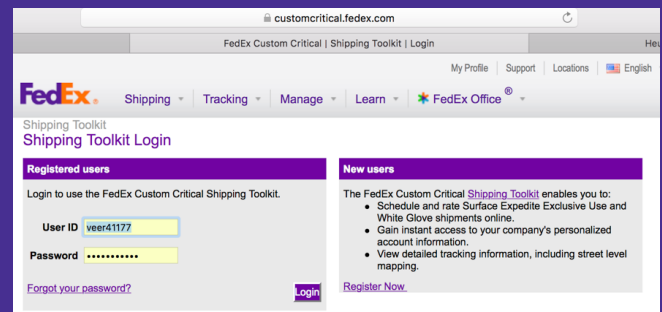 customcritical.fedex.com
FedEx Custom Critical | Shipping Toolkit | Login
My Profile Support Locations English
FedEx. Shipping Tracking Manage Learn FedEx Office ®
Shipping Toolkit
Shipping Toolkit Login
Registered users
Login to use the FedEx Custom Critical Shipping Toolkit.
User ID veer41177
Password •••••••••••
Forgot your password?
Login
New users
The FedEx Custom Critical Shipping Toolkit enables you to:
• Schedule and rate Surface Expedite Exclusive Use and
White Glove shipments online.
• Gain instant access to your company's personalized
account information.
• View detailed tracking information, including street level
mapping.
Register Now